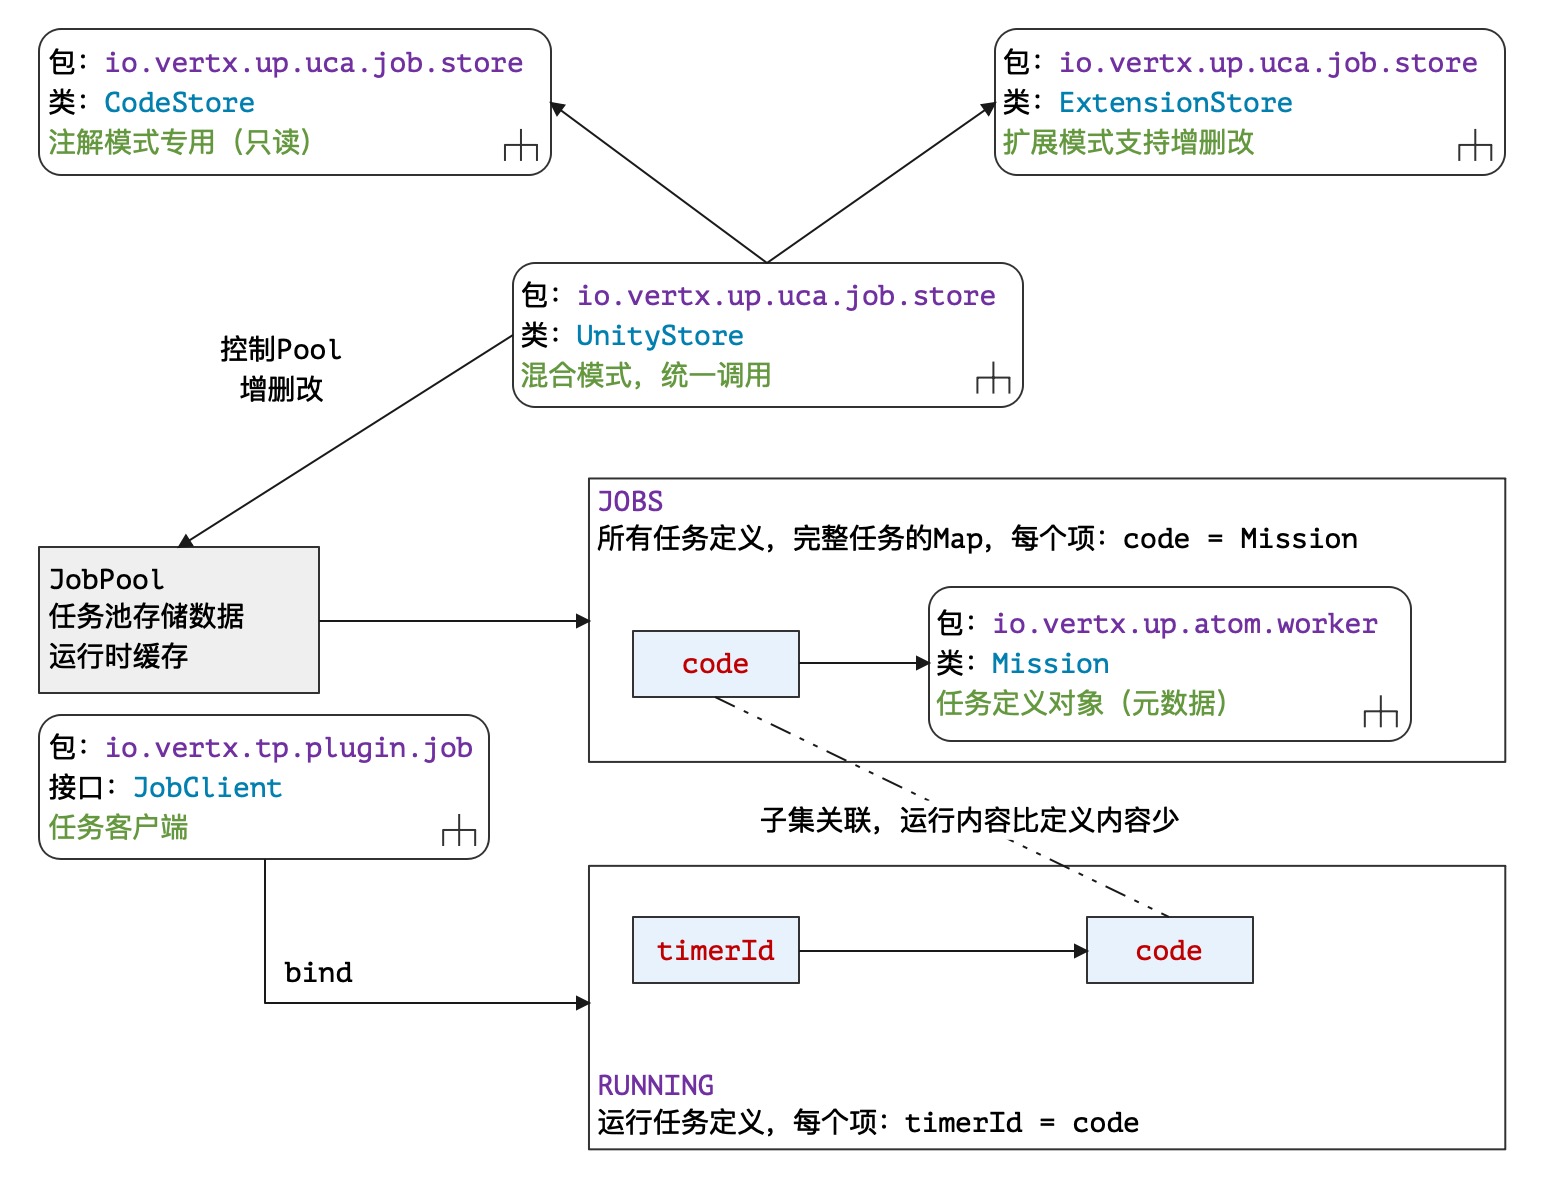 包：io.vertx.up.uca.job.store
类：CodeStore
注解模式专用（只读）
包：io.vertx.up.uca.job.store
类：ExtensionStore
扩展模式支持增删改
包：io.vertx.up.uca.job.store
类：UnityStore
混合模式，统一调用
控制Pool
增删改
JobPool
任务池存储数据
运行时缓存
JOBS
所有任务定义，完整任务的Map，每个项：code = Mission
code
包：io.vertx.up.atom.worker
类：Mission
任务定义对象（元数据）
包：io.vertx.tp.plugin.job
接口：JobClient
任务客户端
子集关联，运行内容比定义内容少
bind
timerId
code
RUNNING
运行任务定义，每个项：timerId = code